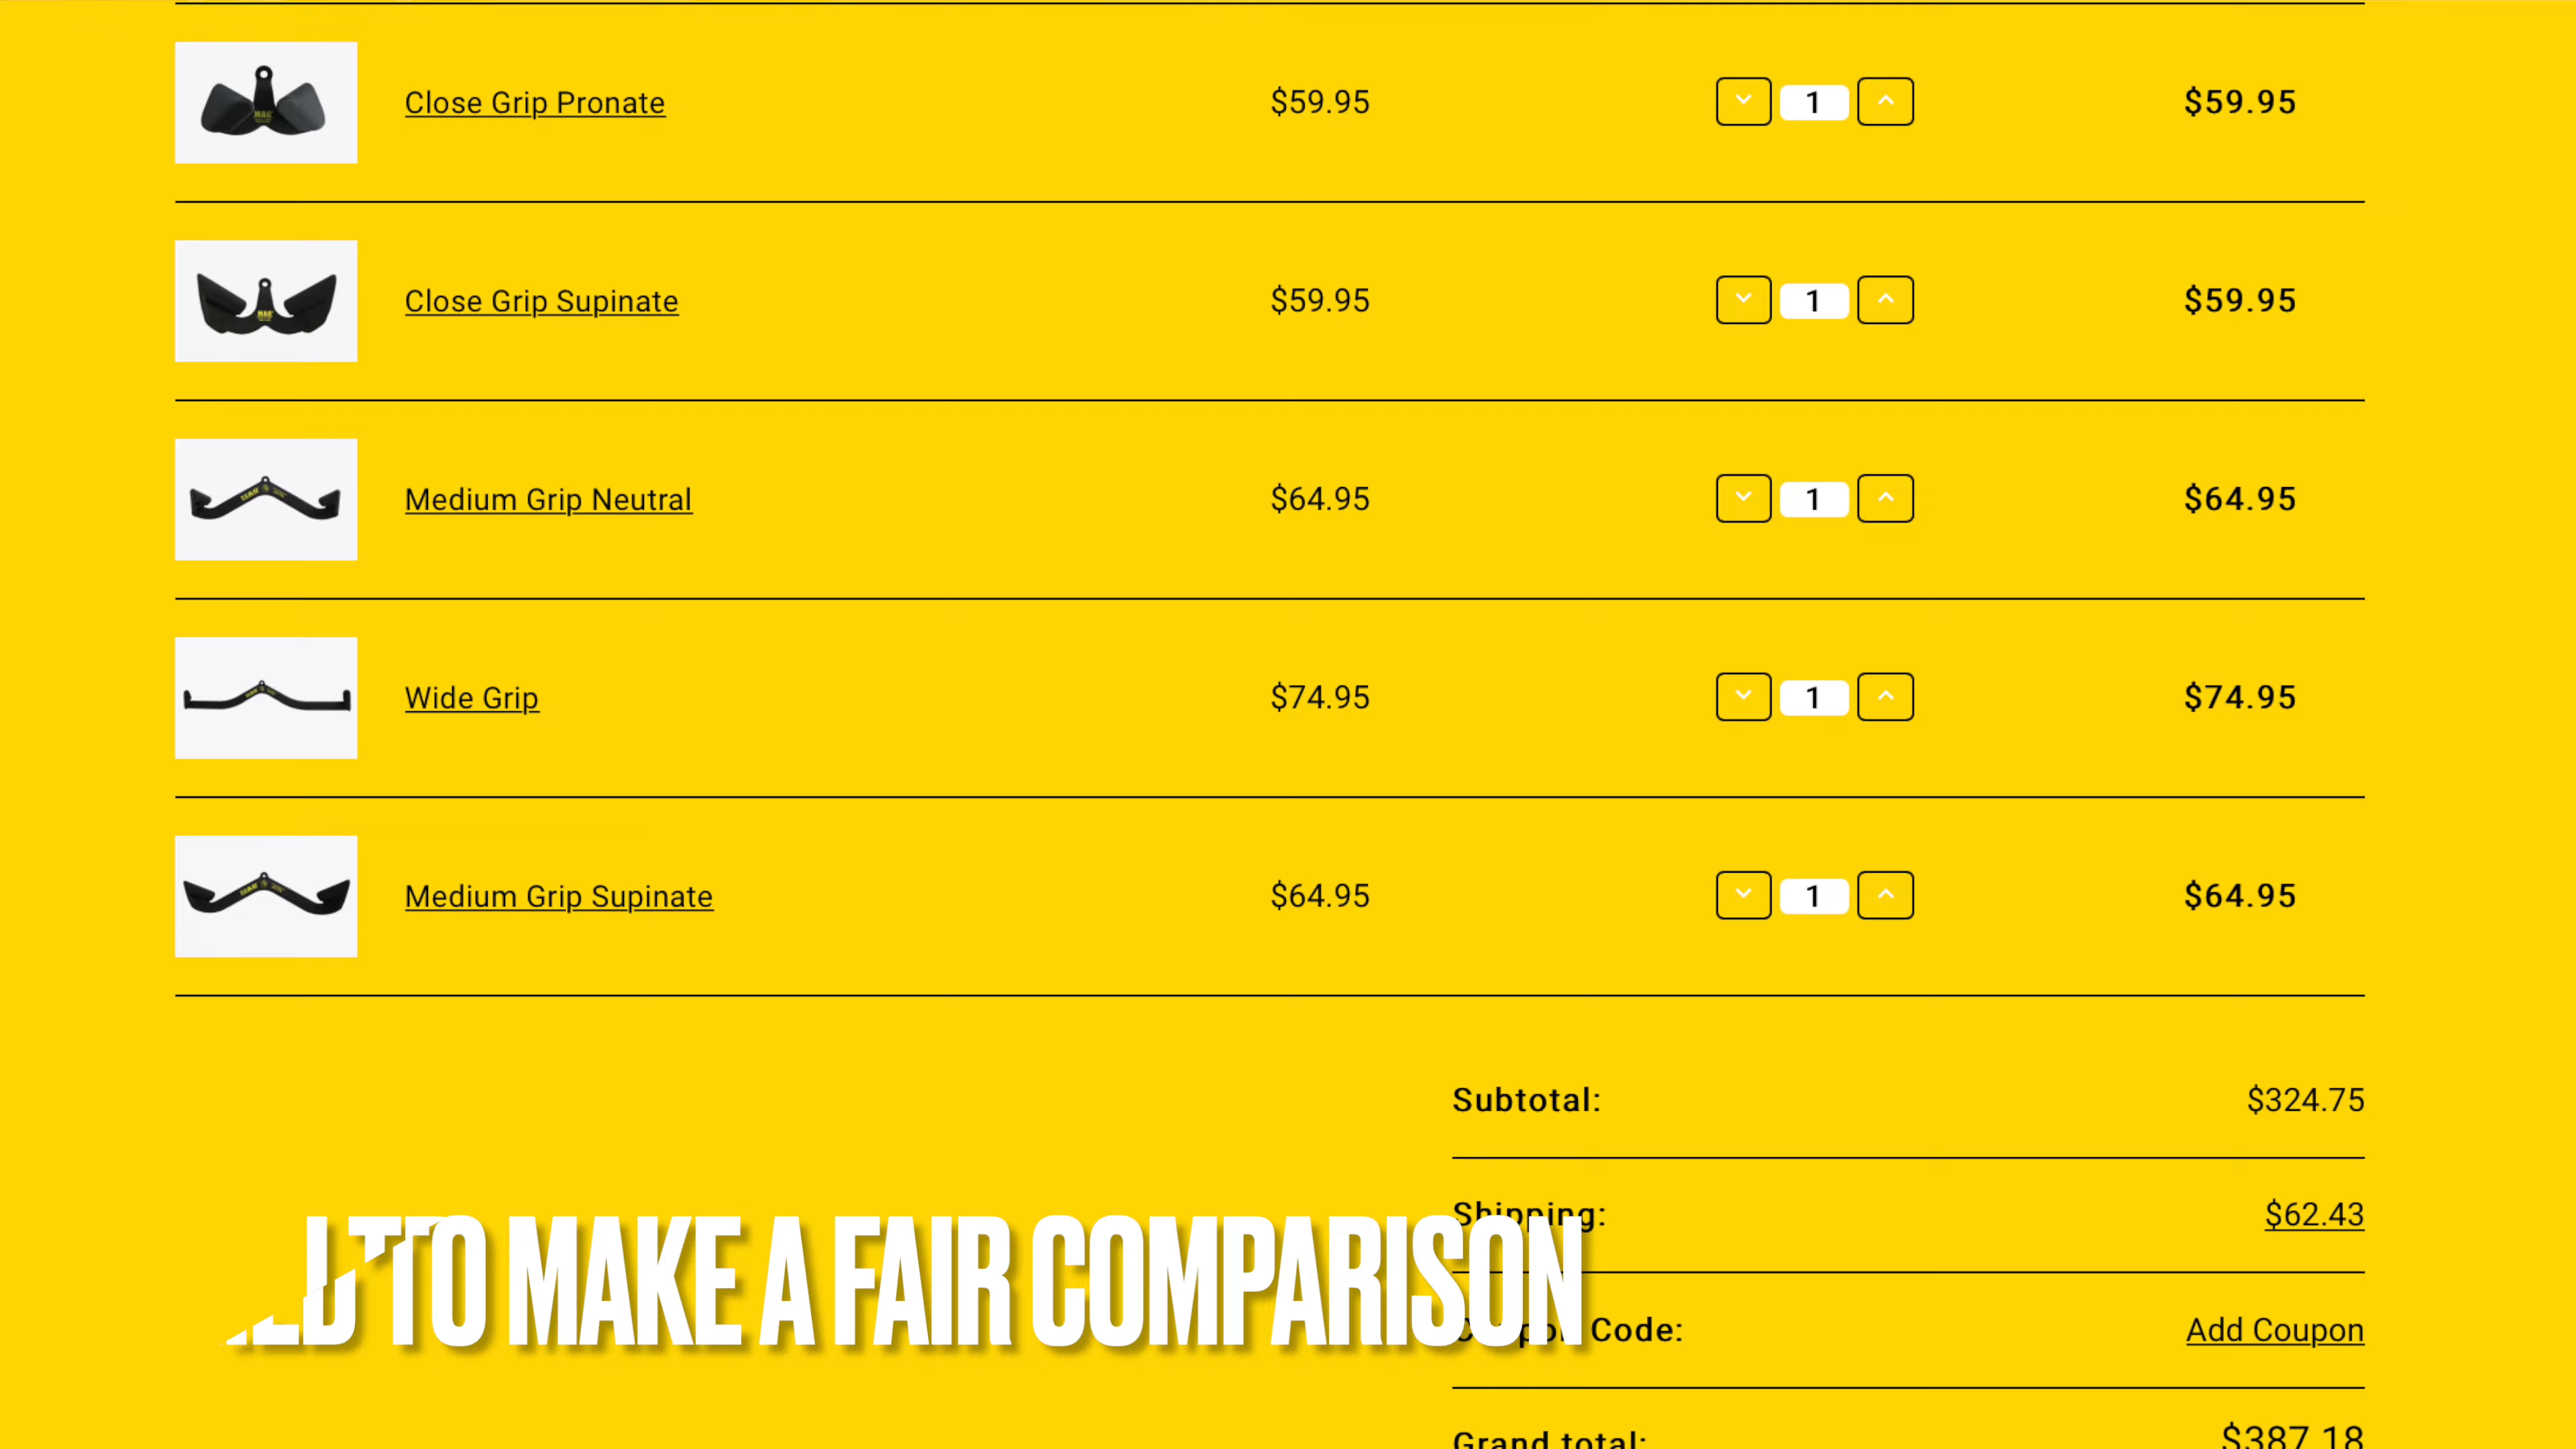 Close Grip Pronate $59.95 1 $59.95
Close Grip Supinate $59.95 1 $59.95
Medium Grip Neutral $64.95 1 $64.95
Wide Grip $74.95 1 $74.95
Medium Grip Supinate $64.95 1 $64.95
Subtotal: $324.75
Shipping: $62.43
TO MAKE A FAIR COMPARISON
Code: Add Coupon
Grand total: $387.18